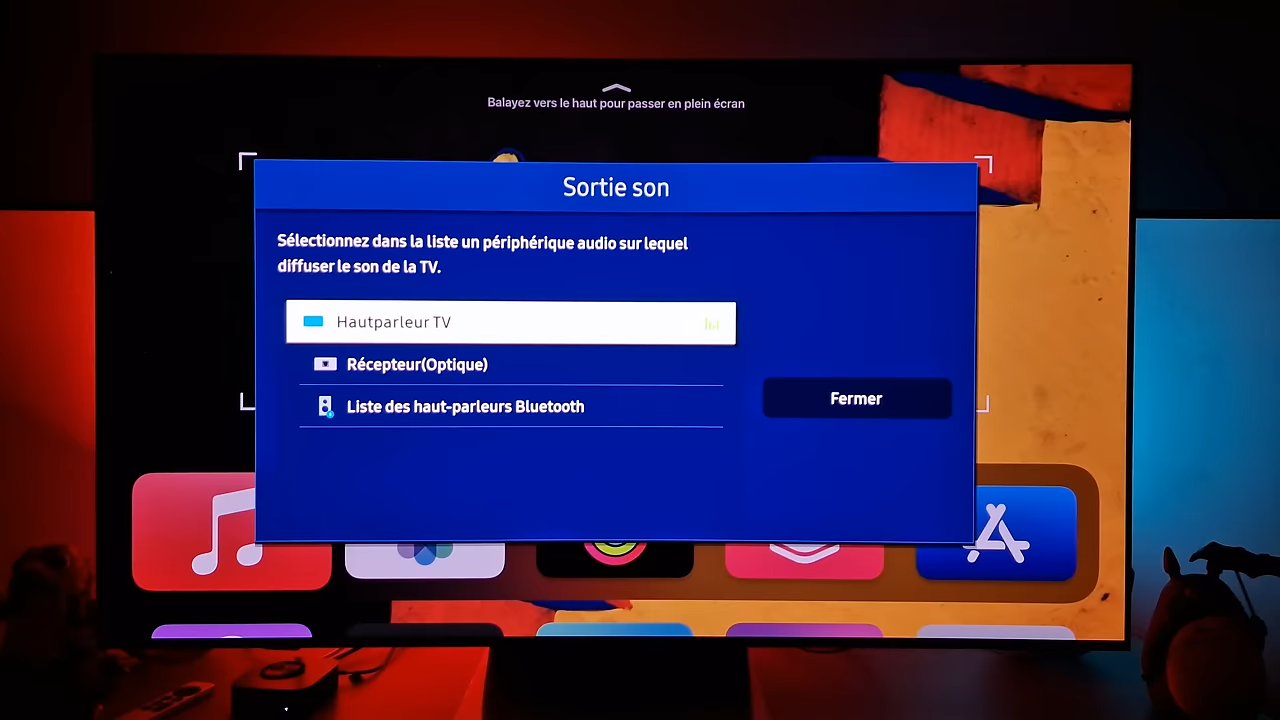 Balayez vers le haut pour passer en plein écran
Sortie son
Sélectionnez dans la liste un périphérique audio sur lequel
diffuser le son de la TV.
Hautparleur TV
Récepteur(Optique)
Liste des haut-parleurs Bluetooth
Fermer